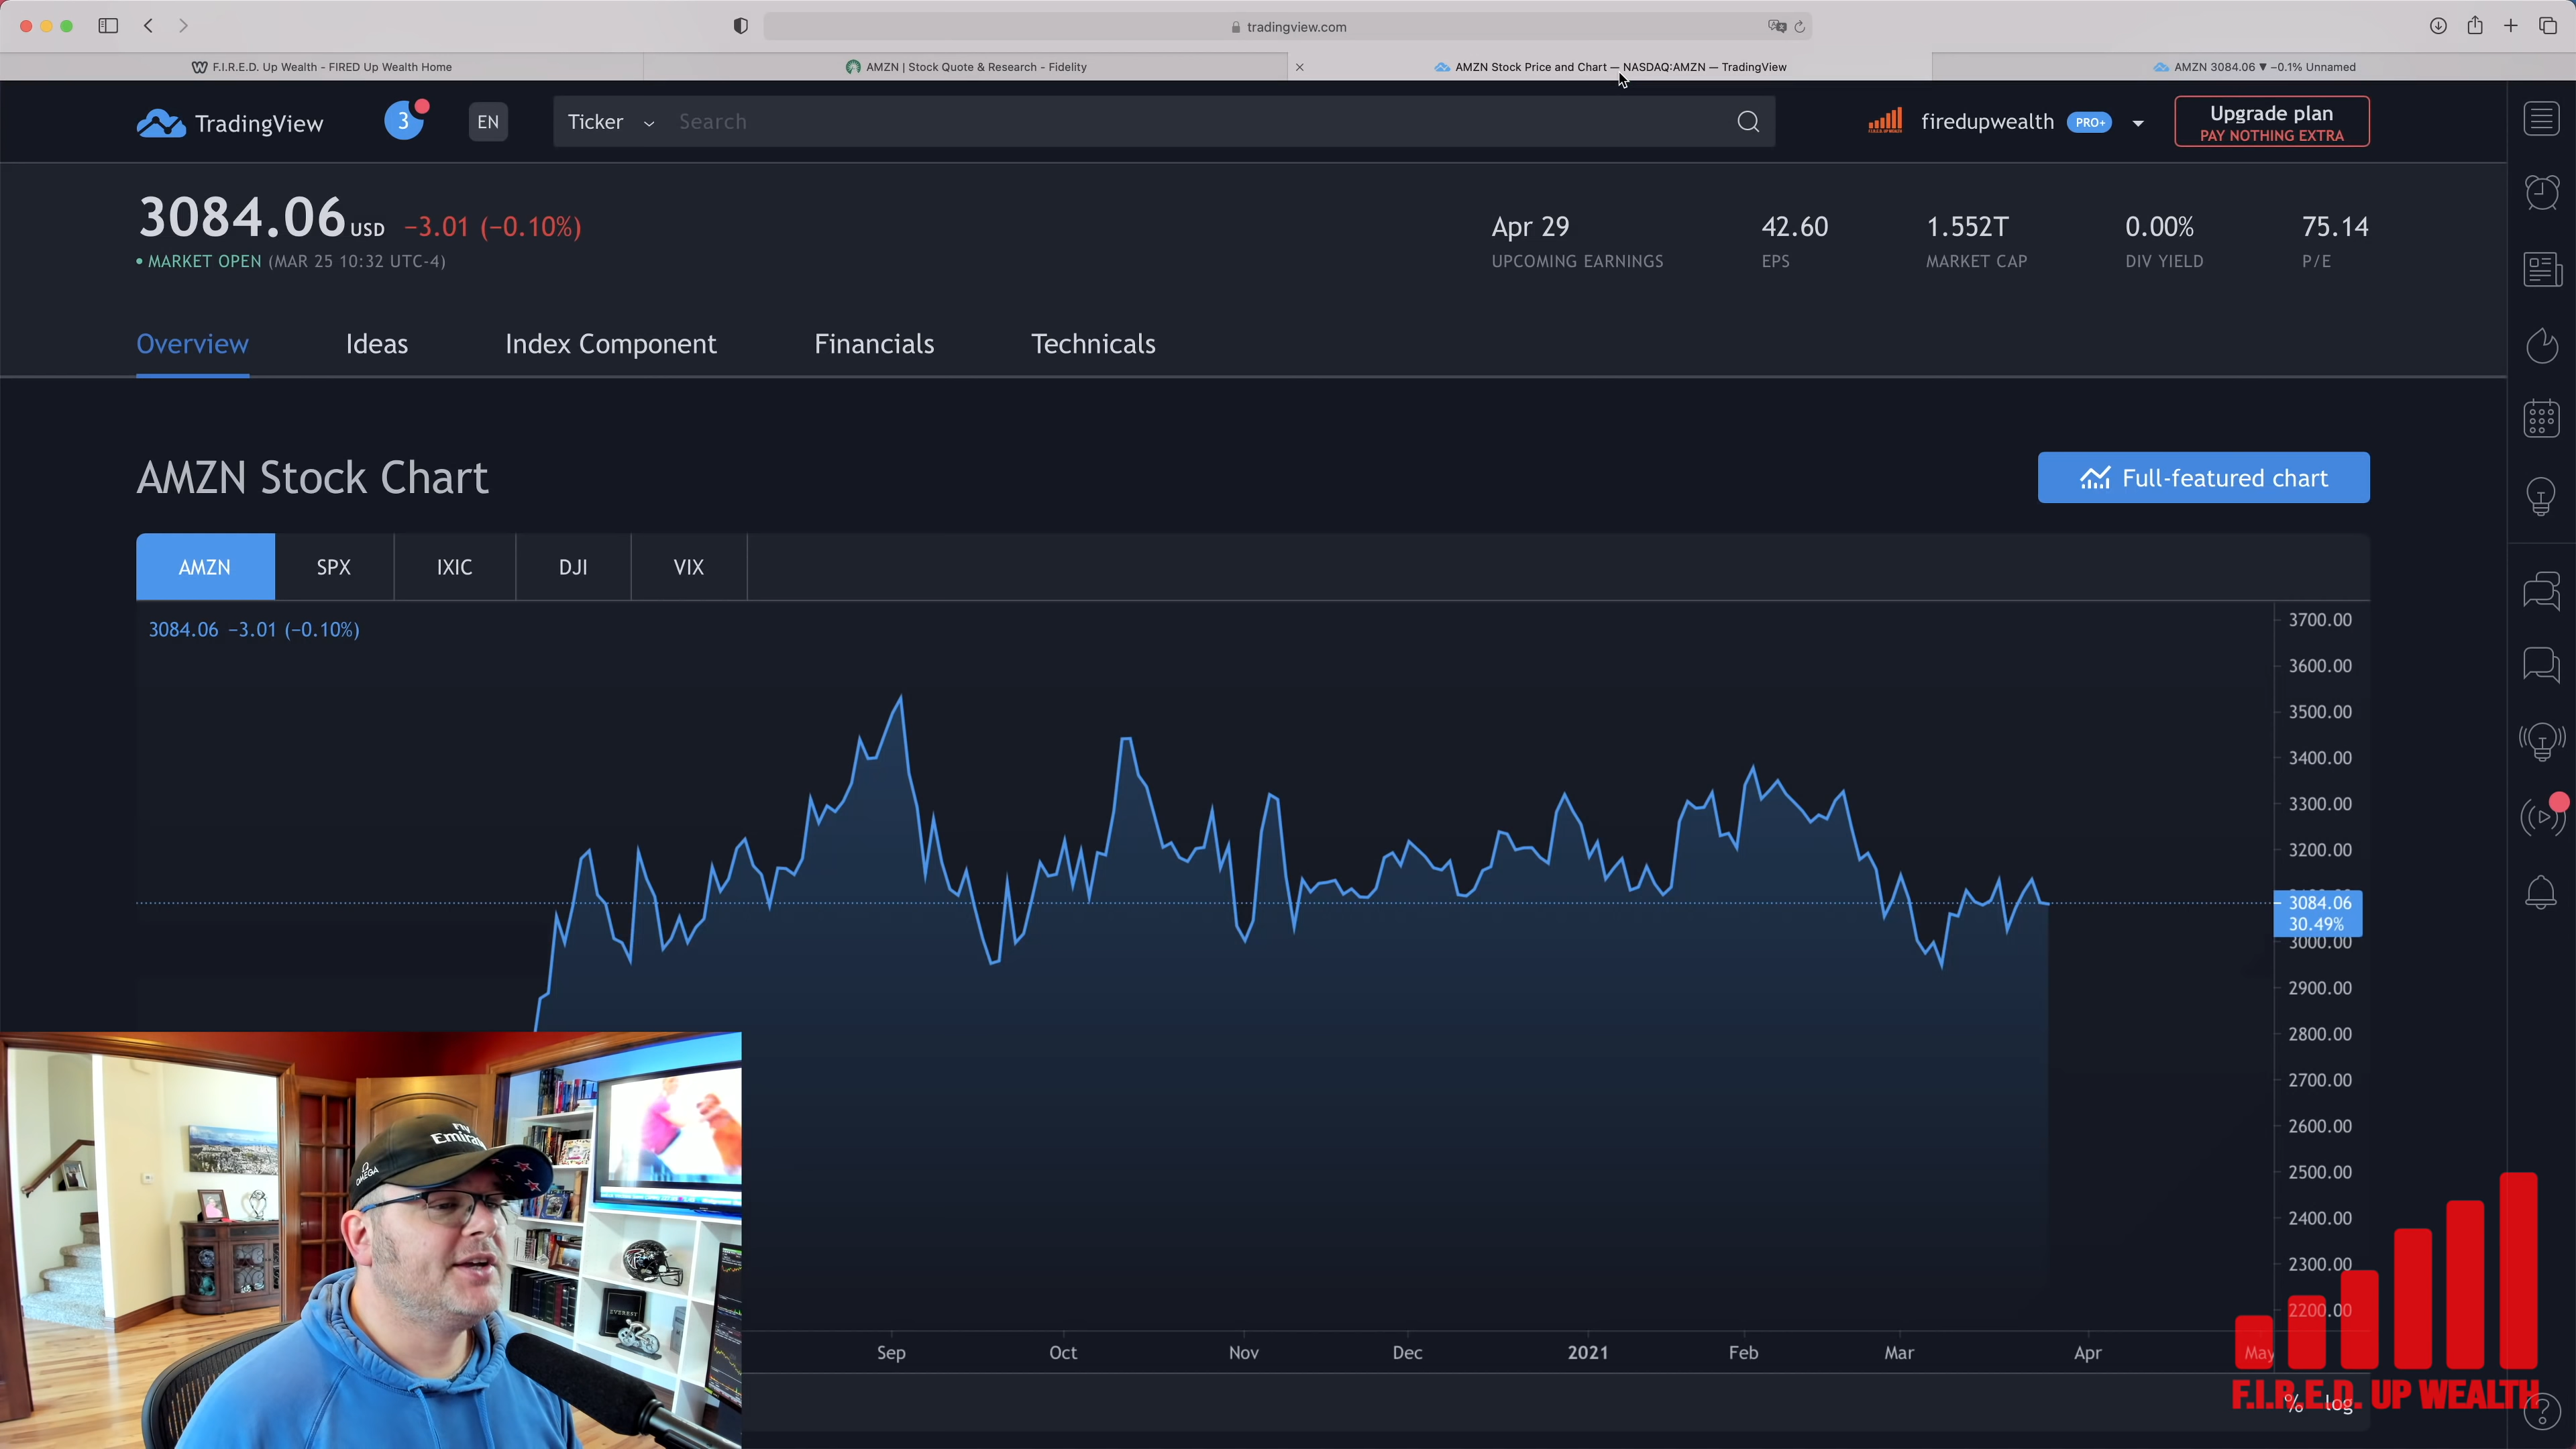 tradingview.com
F.I.R.E.D. Up Wealth - FIRED Up Wealth Home
AMZN | Stock Quote & Research - Fidelity
AMZN Stock Price and Chart — NASDAQ:AMZN — TradingView
AMZN 3084.06 ▼ −0.1% Unnamed
TradingView
3
EN
Ticker
Search
firedupwealth PRO+
Upgrade plan
PAY NOTHING EXTRA
3084.06 USD −3.01 (−0.10%)
• MARKET OPEN (MAR 25 10:32 UTC-4)
Apr 29 42.60 1.552T 0.00% 75.14
UPCOMING EARNINGS EPS MARKET CAP DIV YIELD P/E
Overview Ideas Index Component Financials Technicals
AMZN Stock Chart
Full-featured chart
AMZN SPX IXIC DJI VIX
3084.06 −3.01 (−0.10%)
3700.00
3600.00
3500.00
3400.00
3300.00
3200.00
3084.06
30.49%
3000.00
2900.00
2800.00
2700.00
2600.00
2500.00
2400.00
2300.00
2200.00
Sep Oct Nov Dec 2021 Feb Mar Apr May
% log
F.I.R.E.D. UP WEALTH
Fly
OMEGA
EVEREST